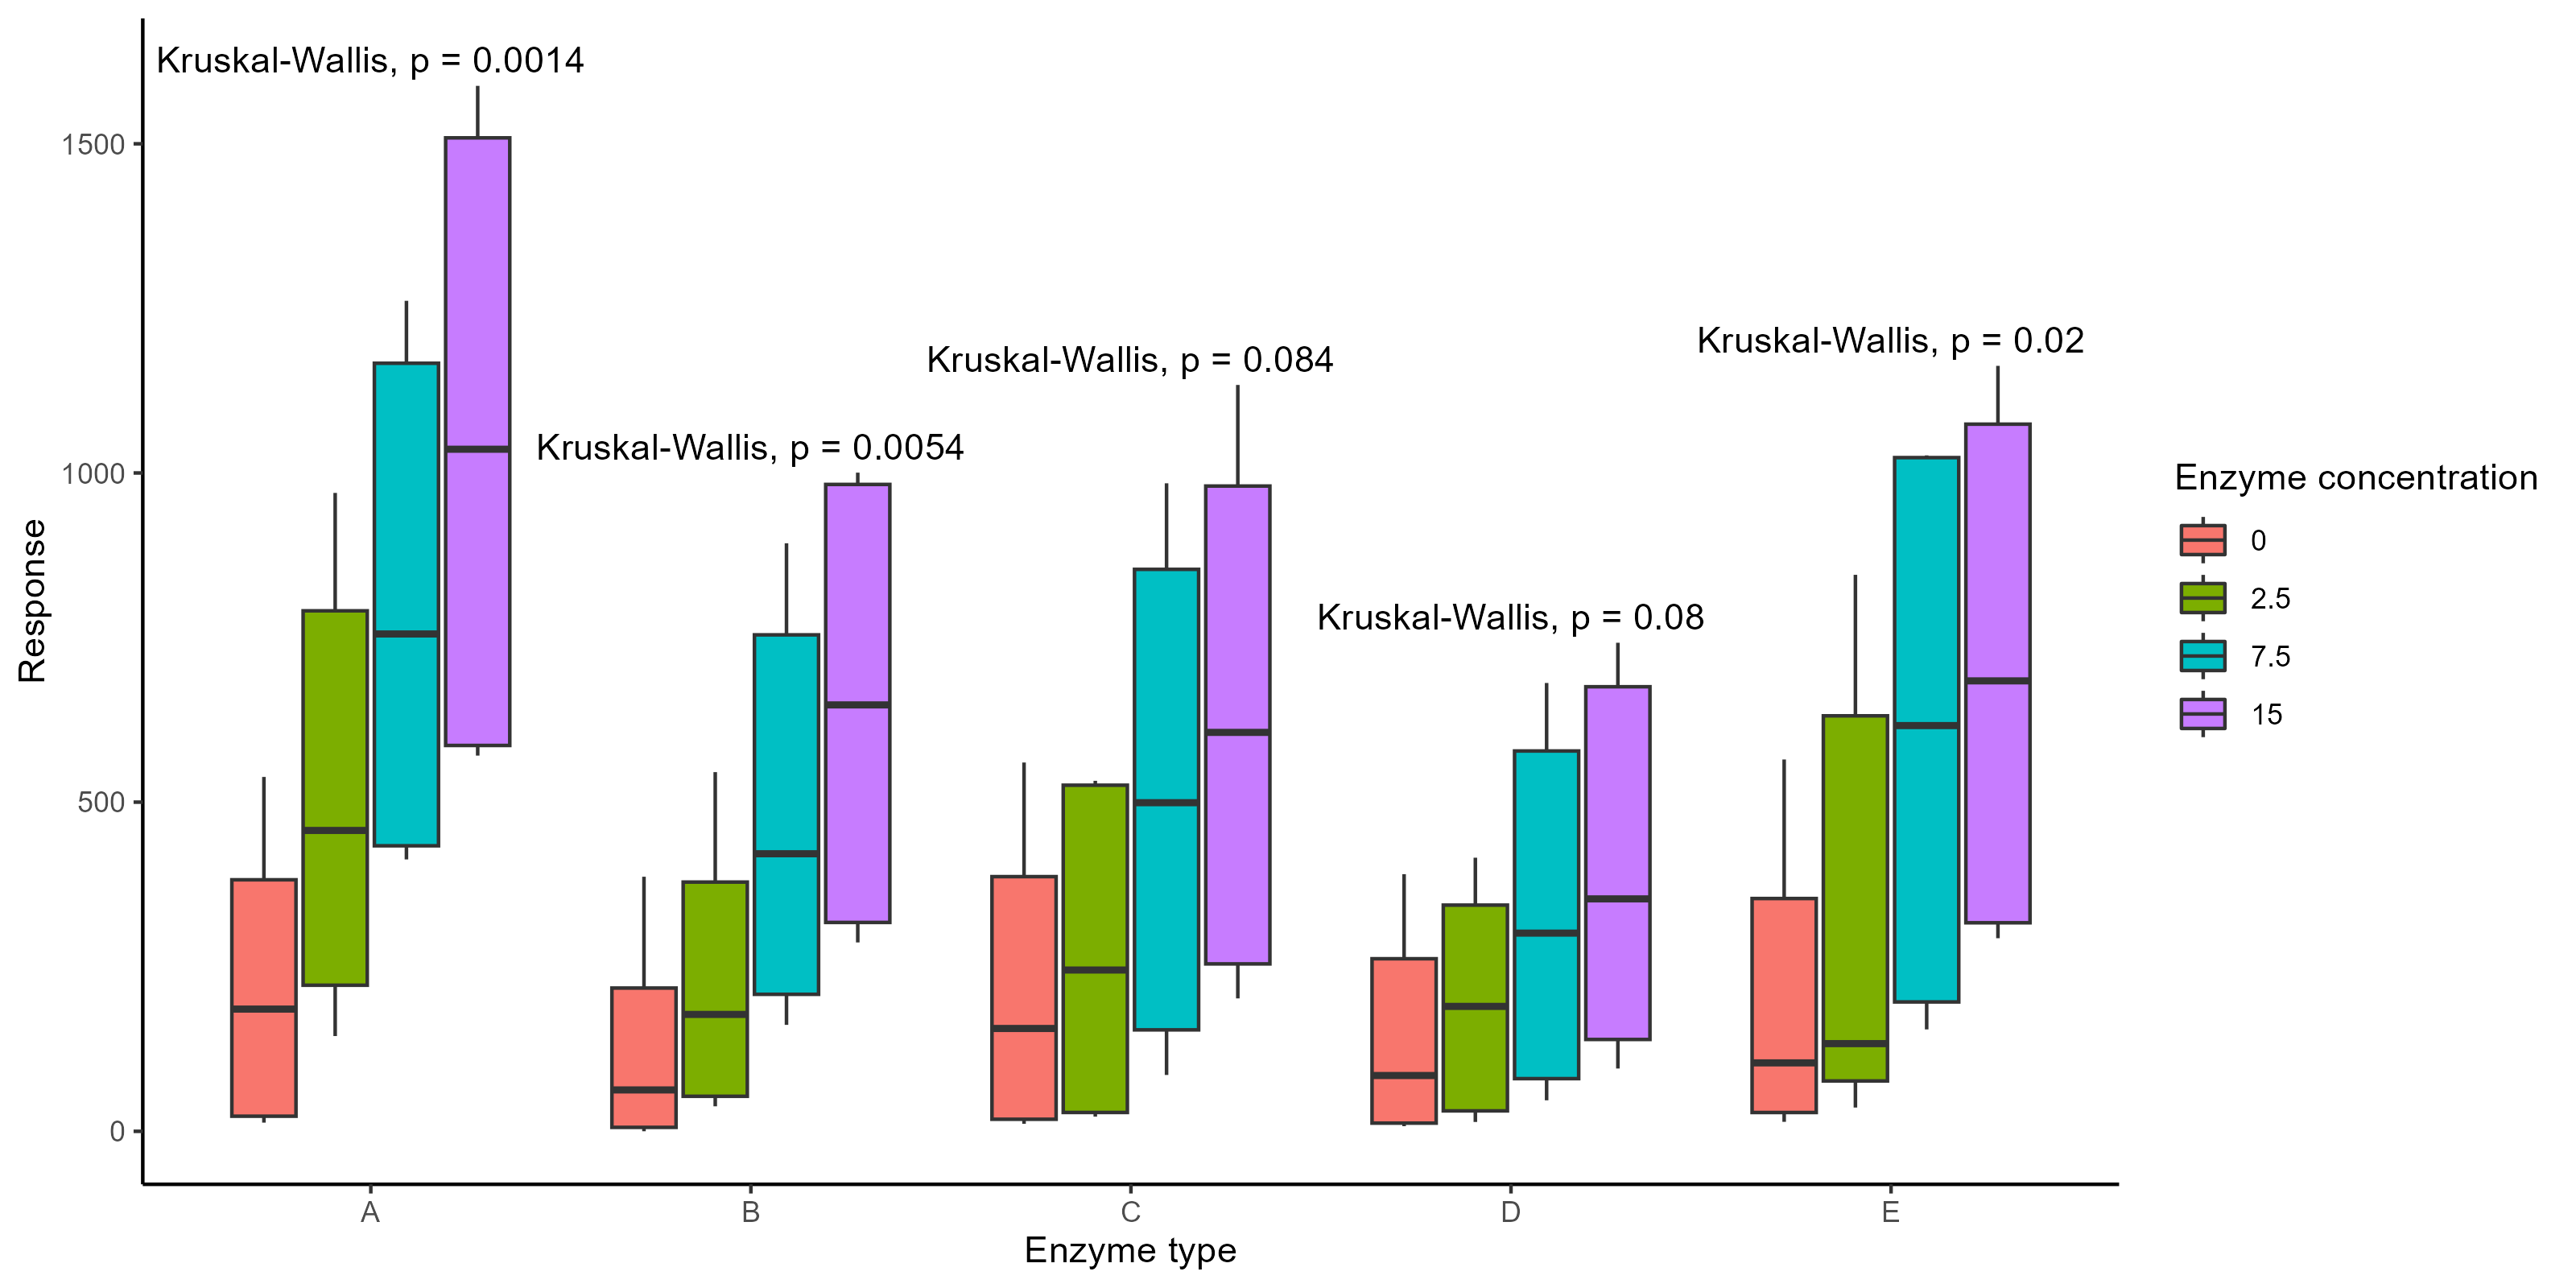 Kruskal-Wallis, p = 0.0014
Kruskal-Wallis, p = 0.0054
Kruskal-Wallis, p = 0.084
Kruskal-Wallis, p = 0.08
Kruskal-Wallis, p = 0.02
1500
1000
500
0
Response
A
B
C
D
E
Enzyme type
Enzyme concentration
0
2.5
7.5
15